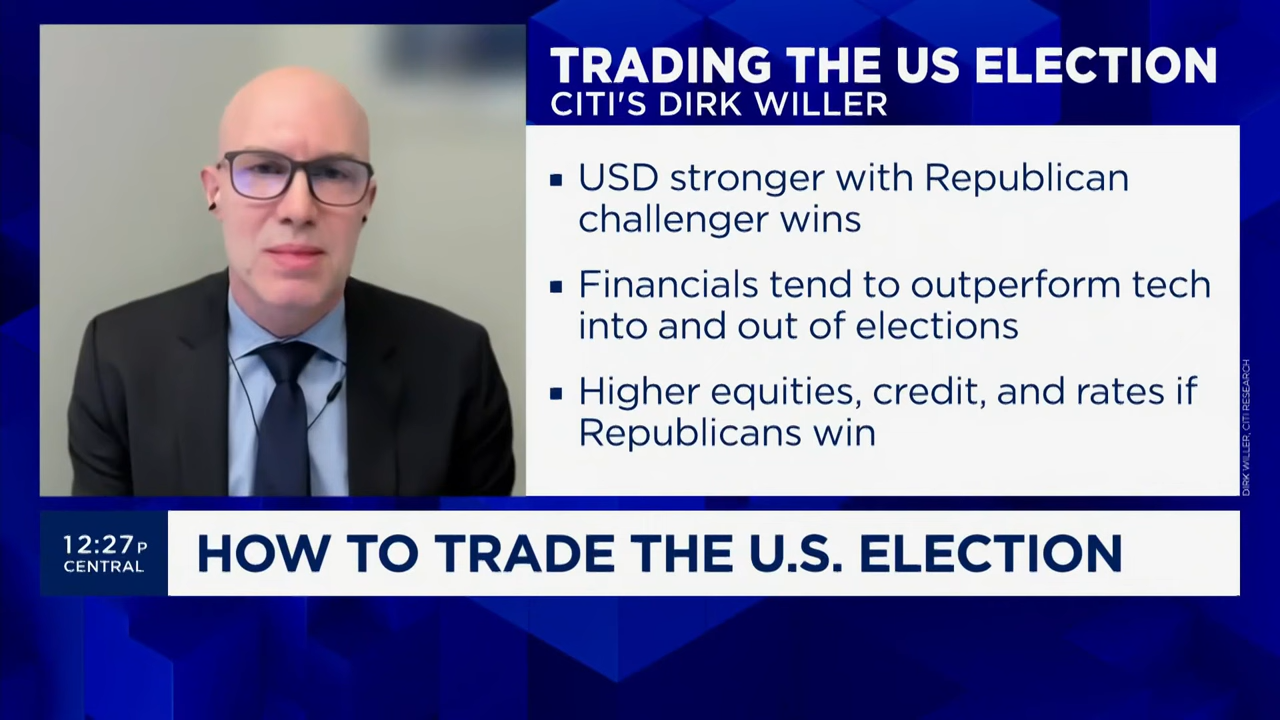 TRADING THE US ELECTION
CITI'S DIRK WILLER
▪ USD stronger with Republican
challenger wins
▪ Financials tend to outperform tech
into and out of elections
▪ Higher equities, credit, and rates if
Republicans win
DIRK WILLER, CITI RESEARCH
12:27P
CENTRAL
HOW TO TRADE THE U.S. ELECTION